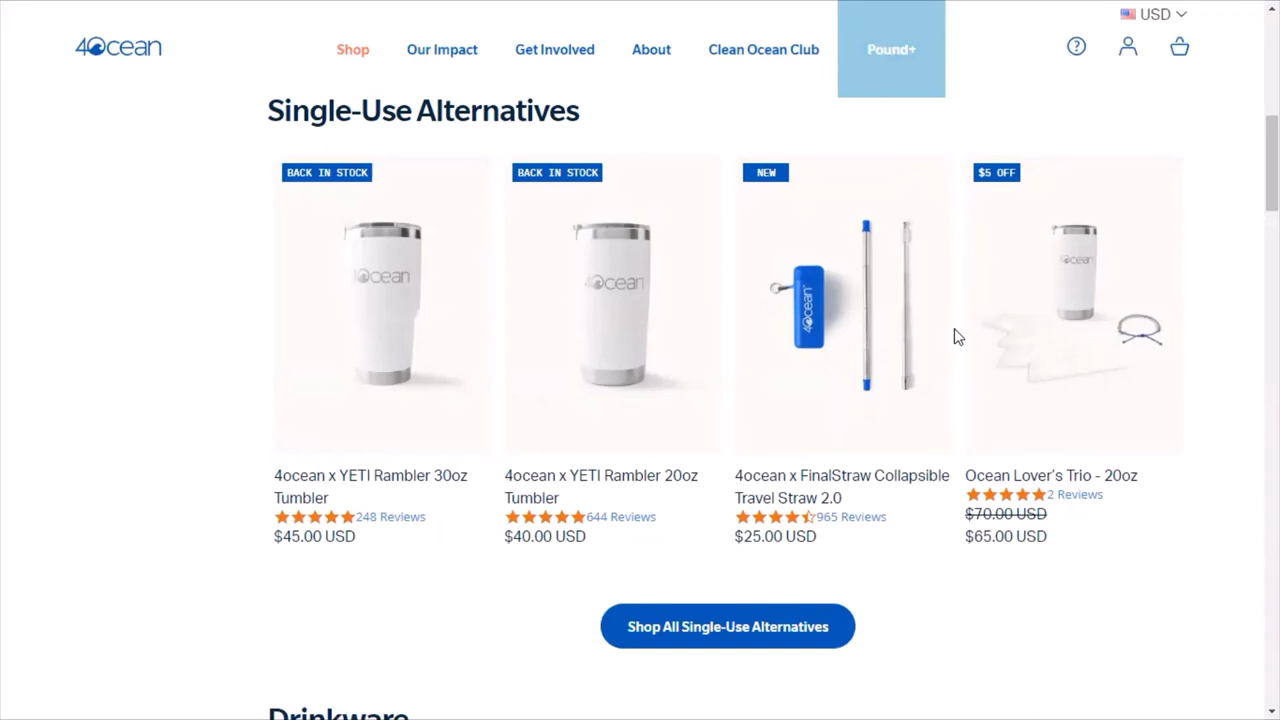 USD
4Ocean
Shop
Our Impact
Get Involved
About
Clean Ocean Club
Pound+
Single-Use Alternatives
BACK IN STOCK
BACK IN STOCK
NEW
$5 OFF
4Ocean
4Ocean
4Ocean
4Ocean
4ocean x YETI Rambler 30oz
Tumbler
248 Reviews
$45.00 USD
4ocean x YETI Rambler 20oz
Tumbler
644 Reviews
$40.00 USD
4ocean x FinalStraw Collapsible
Travel Straw 2.0
965 Reviews
$25.00 USD
Ocean Lover's Trio - 20oz
2 Reviews
$70.00 USD
$65.00 USD
Shop All Single-Use Alternatives
Drinkware